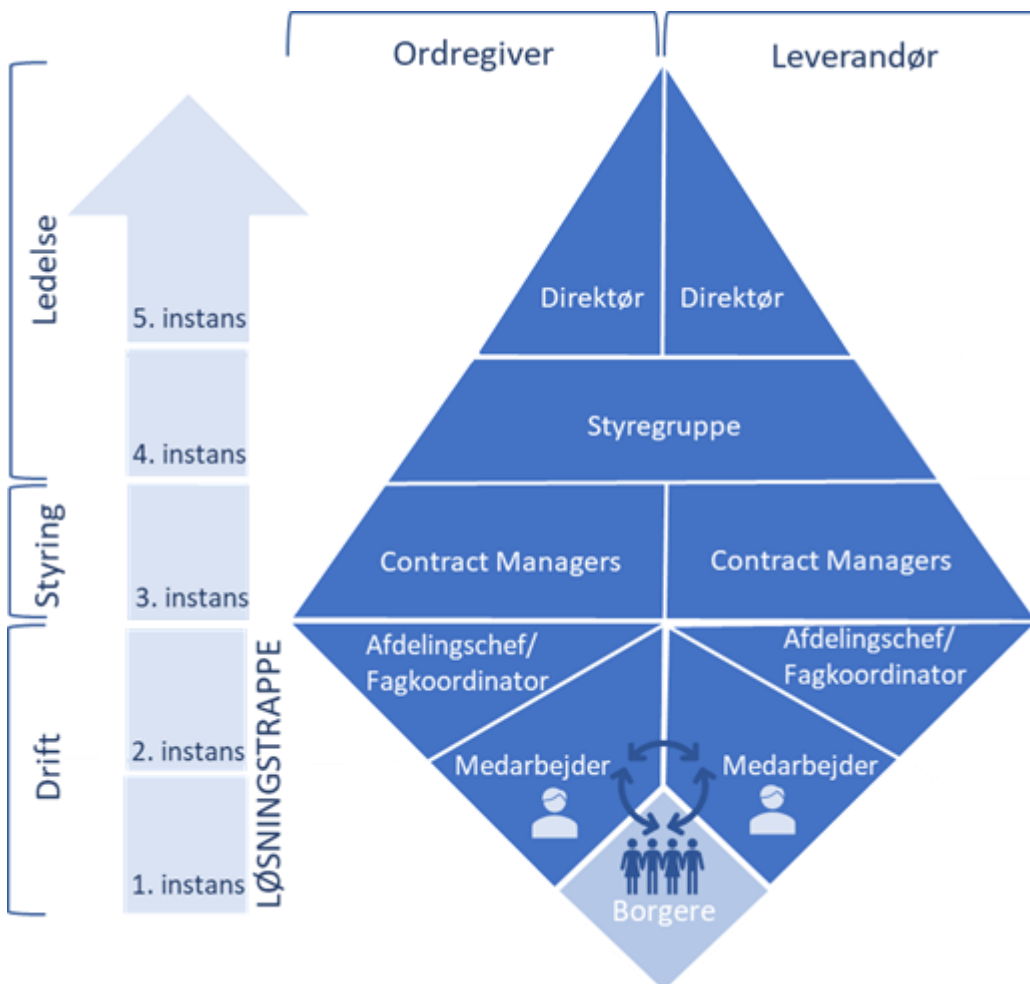 Ordregiver
Leverandør
Ledelse
5. instans
Direktør
Direktør
4. instans
Styregruppe
Styring
3. instans
Contract Managers
Contract Managers
Drift
LØSNINGSTRAPPE
2. instans
1. instans
Afdelingschef/
Fagkoordinator
Afdelingschef/
Fagkoordinator
Medarbejder
Medarbejder
Borgere